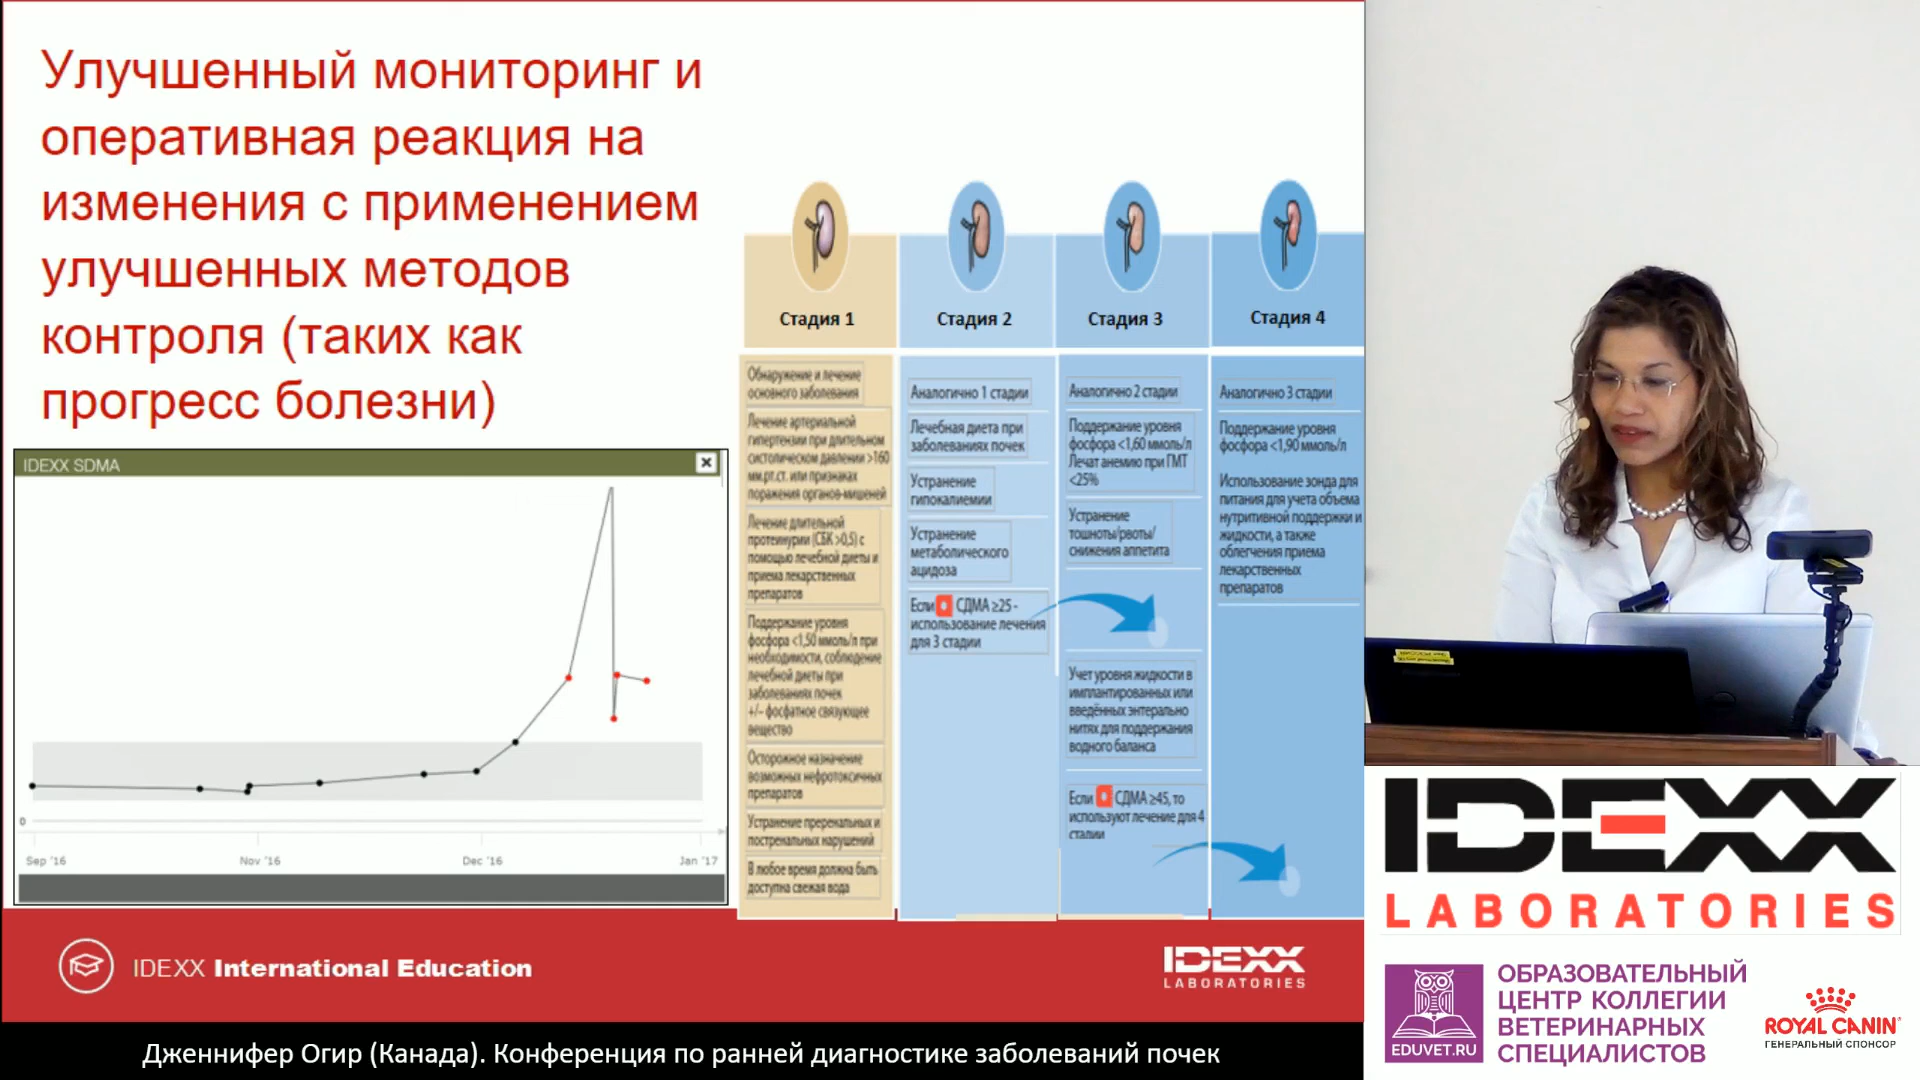 Улучшенный мониторинг и
оперативная реакция на
изменения с применением
улучшенных методов
контроля (таких как
прогресс болезни)
IDEXX SDMA
0
Sep '16
Nov '16
Dec '16
Jan '17
Стадия 1
Обнаружение и лечение
основного заболевания
Лечение артериальной
гипертензии при длительном
систолическом давлении >160
мм.рт.ст. или признаках
поражения органов-мишеней
Лечение длительной
протеинурии (СБК >0,5) с
помощью лечебной диеты и
приема лекарственных
препаратов
Поддержание уровня
фосфора <1,50 ммоль/л при
необходимости, соблюдение
лечебной диеты при
заболеваниях почек
+/– фосфатное связующее
вещество
Осторожное назначение
возможных нефротоксичных
препаратов
Устранение преренальных и
постренальных нарушений
В любое время должна быть
доступна свежая вода
Стадия 2
Аналогично 1 стадии
Лечебная диета при
заболеваниях почек
Устранение
гипокалиемии
Устранение
метаболического
ацидоза
Если СДМА ≥25 -
использование лечения
для 3 стадии
Стадия 3
Аналогично 2 стадии
Поддержание уровня
фосфора <1,60 ммоль/л
Лечат анемию при ГМТ
<25%
Устранение
тошноты/рвоты/
снижения аппетита
Учет уровня жидкости в
имплантированных или
введённых энтерально
нитях для поддержания
водного баланса
Если СДМА ≥45, то
используют лечение для 4
стадии
Стадия 4
Аналогично 3 стадии
Поддержание уровня
фосфора <1,90 ммоль/л
Использование зонда для
питания для учета объема
нутритивной поддержки и
жидкости, а также
облегчения приема
лекарственных
препаратов
IDEXX International Education
IDEXX
LABORATORIES
Дженнифер Огир (Канада). Конференция по ранней диагностике заболеваний почек
IDEXX
LABORATORIES
EDUVET.RU
ОБРАЗОВАТЕЛЬНЫЙ
ЦЕНТР КОЛЛЕГИИ
ВЕТЕРИНАРНЫХ
СПЕЦИАЛИСТОВ
ROYAL CANIN
ГЕНЕРАЛЬНЫЙ СПОНСОР